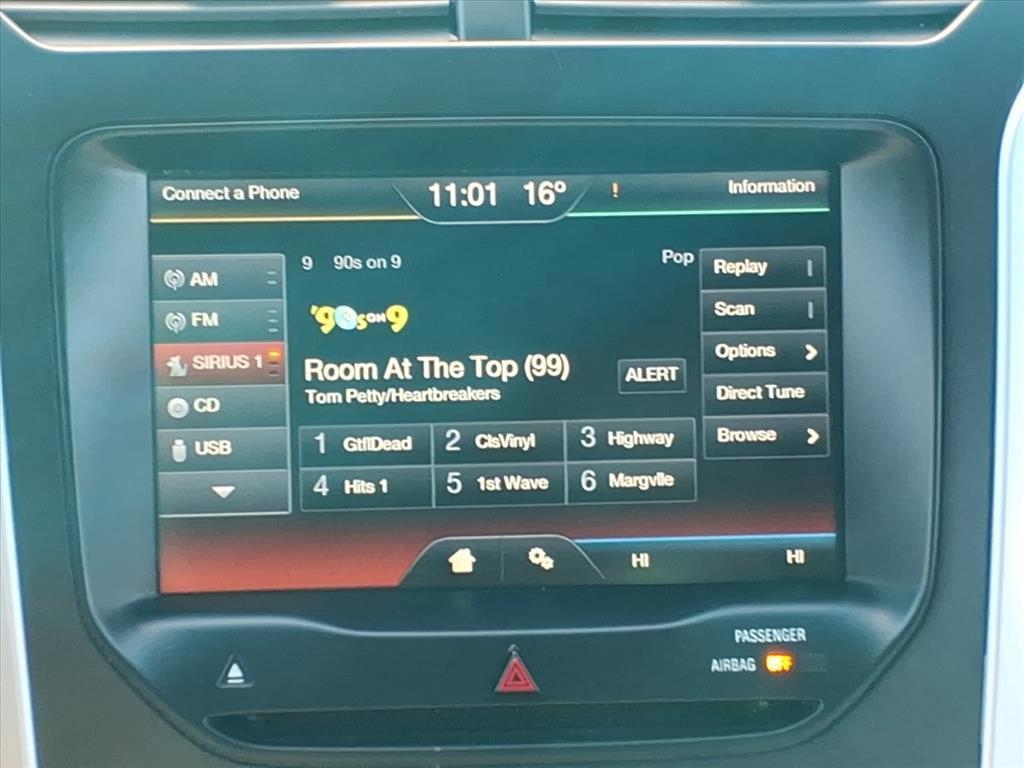 Connect a Phone 11:01 16° ! Information
AM
FM
SIRIUS 1
CD
USB
9 90s on 9 Pop
'90s ON 9
Room At The Top (99)
Tom Petty/Heartbreakers
ALERT
1 GtflDead 2 ClsVinyl 3 Highway
4 Hits 1 5 1st Wave 6 Margvlle
Replay
Scan
Options >
Direct Tune
Browse >
HI HI
PASSENGER
AIRBAG OFF